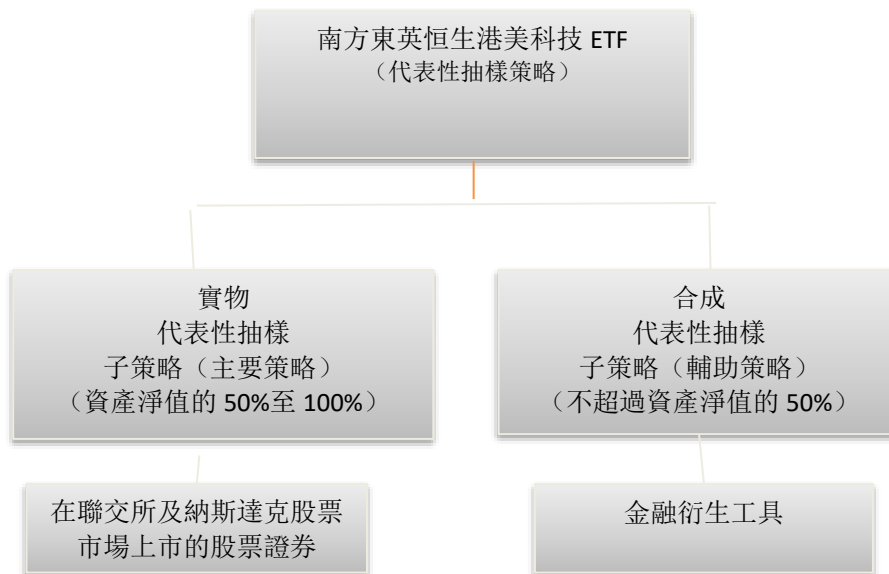 南方東英恒生港美科技 ETF
（代表性抽樣策略）
實物
代表性抽樣
子策略（主要策略）
（資產淨值的 50%至 100%）
合成
代表性抽樣
子策略（輔助策略）
（不超過資產淨值的 50%）
在聯交所及納斯達克股票
市場上市的股票證券
金融衍生工具